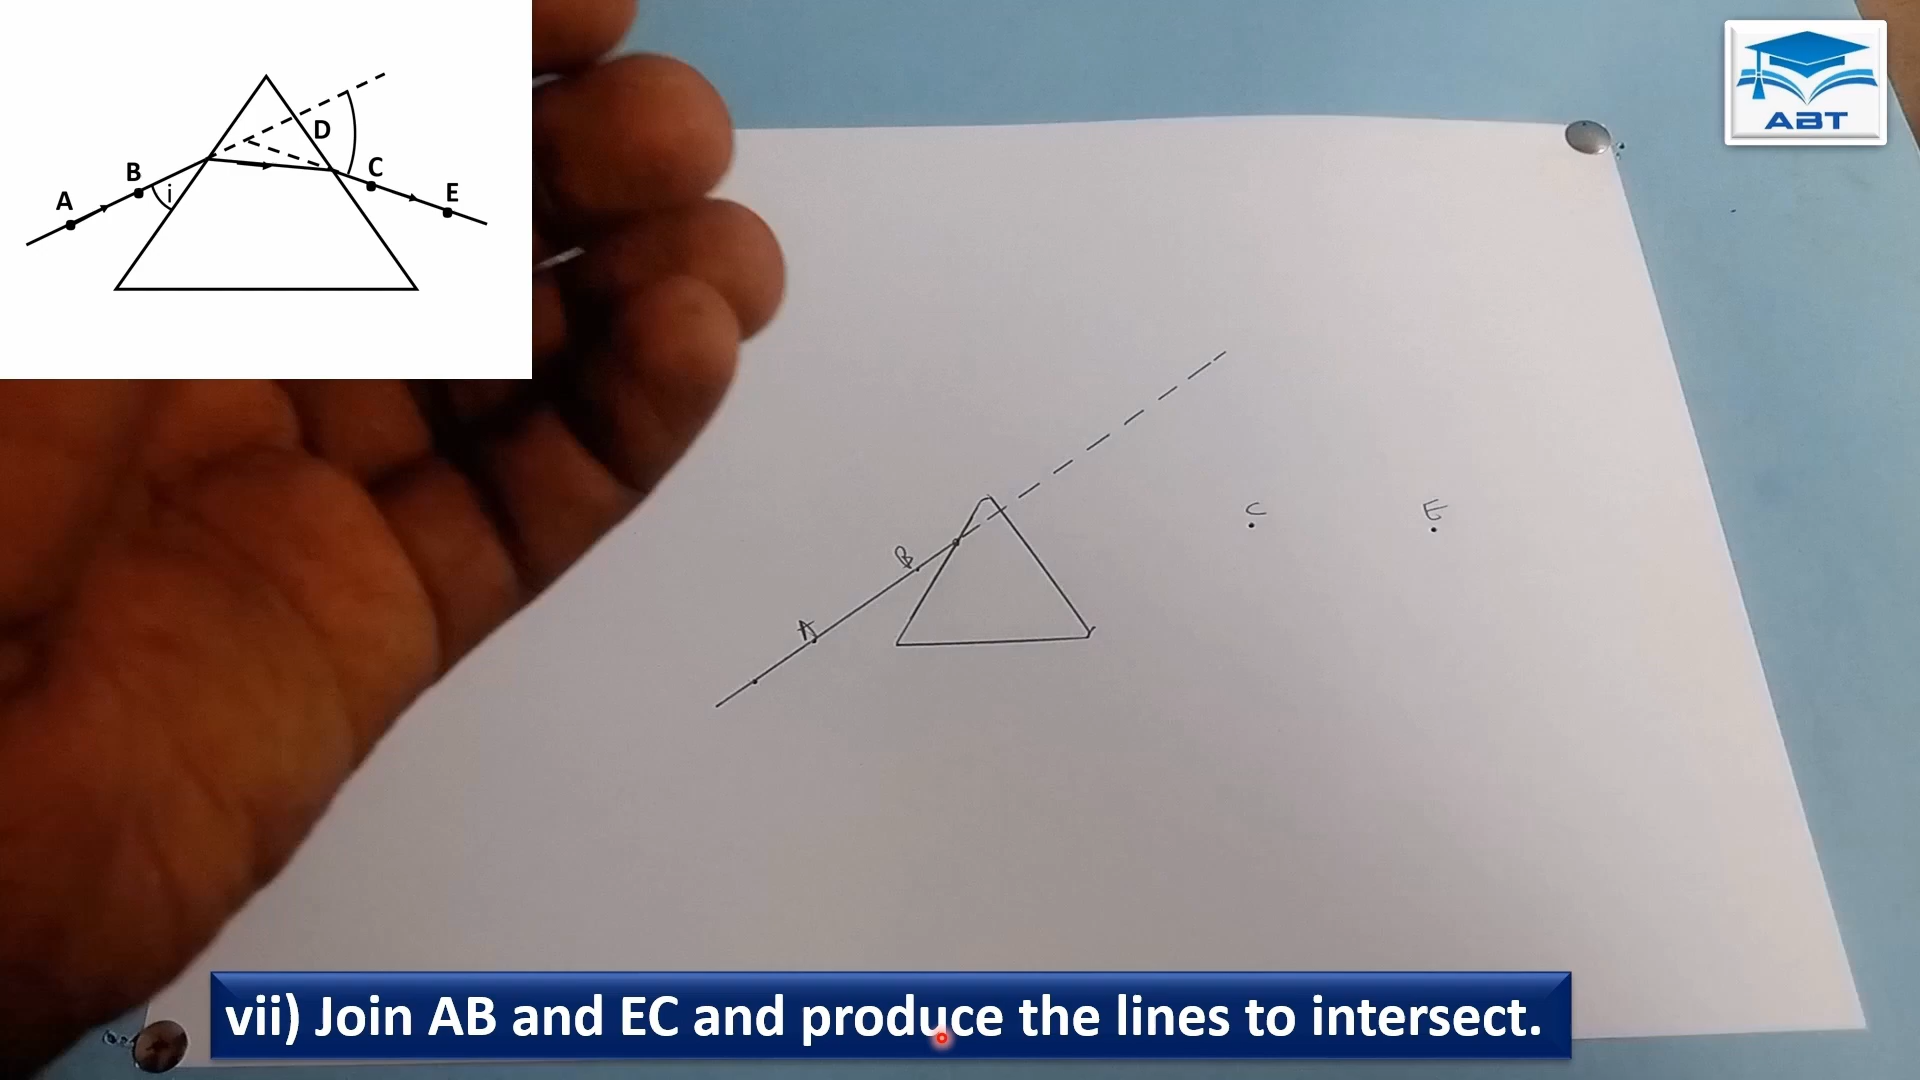 A
B
i
D
C
E
ABT
C
E
B
A
vii) Join AB and EC and produce the lines to intersect.